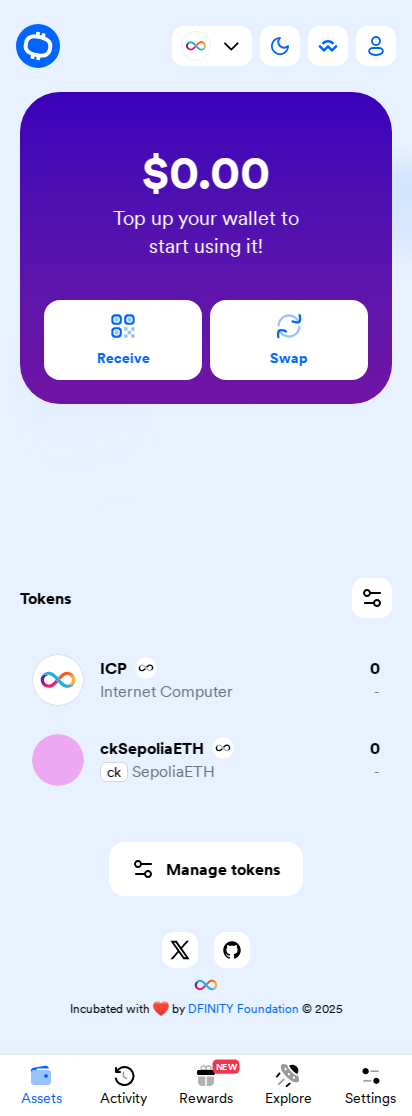 $0.00
Top up your wallet to
start using it!
Receive
Swap
Tokens
ICP
0
Internet Computer
-
ckSepoliaETH
0
ck SepoliaETH
-
Manage tokens
Incubated with ❤️ by DFINITY Foundation © 2025
NEW
Assets
Activity
Rewards
Explore
Settings